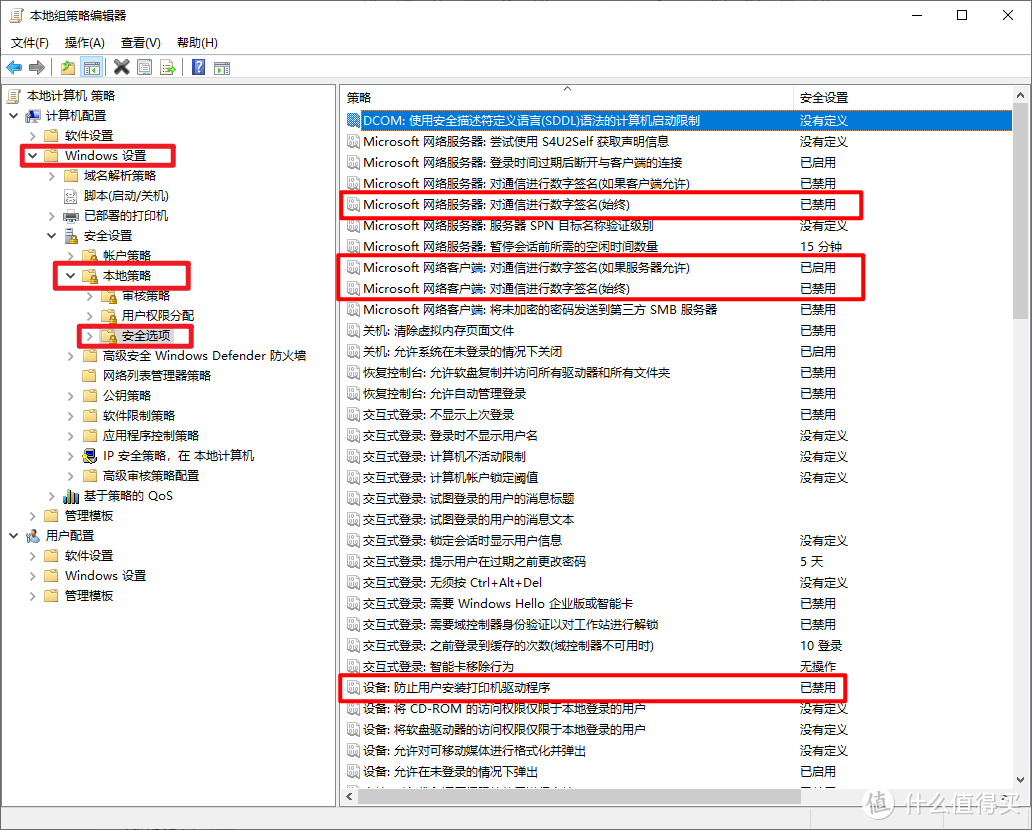 本地组策略编辑器
文件(F) 操作(A) 查看(V) 帮助(H)
本地计算机 策略
计算机配置
软件设置
Windows 设置
域名解析策略
脚本(启动/关机)
已部署的打印机
安全设置
帐户策略
本地策略
审核策略
用户权限分配
安全选项
高级安全 Windows Defender 防火墙
网络列表管理器策略
公钥策略
软件限制策略
应用程序控制策略
IP 安全策略，在 本地计算机
高级审核策略配置
基于策略的 QoS
管理模板
用户配置
软件设置
Windows 设置
管理模板
策略 安全设置
DCOM: 使用安全描述符定义语言(SDDL)语法的计算机启动限制 没有定义
Microsoft 网络服务器: 尝试使用 S4U2Self 获取声明信息 没有定义
Microsoft 网络服务器: 登录时间过期后断开与客户端的连接 已启用
Microsoft 网络服务器: 对通信进行数字签名(如果客户端允许) 已禁用
Microsoft 网络服务器: 对通信进行数字签名(始终) 已禁用
Microsoft 网络服务器: 服务器 SPN 目标名称验证级别 没有定义
Microsoft 网络服务器: 暂停会话前所需的空闲时间数量 15 分钟
Microsoft 网络客户端: 对通信进行数字签名(如果服务器允许) 已启用
Microsoft 网络客户端: 对通信进行数字签名(始终) 已禁用
Microsoft 网络客户端: 将未加密的密码发送到第三方 SMB 服务器 已禁用
关机: 清除虚拟内存页面文件 已禁用
关机: 允许系统在未登录的情况下关闭 已启用
恢复控制台: 允许软盘复制并访问所有驱动器和所有文件夹 已禁用
恢复控制台: 允许自动管理登录 已禁用
交互式登录: 不显示上次登录 已禁用
交互式登录: 登录时不显示用户名 没有定义
交互式登录: 计算机不活动限制 没有定义
交互式登录: 计算机帐户锁定阈值 没有定义
交互式登录: 试图登录的用户的消息标题
交互式登录: 试图登录的用户的消息文本
交互式登录: 锁定会话时显示用户信息 没有定义
交互式登录: 提示用户在过期之前更改密码 5 天
交互式登录: 无须按 Ctrl+Alt+Del 没有定义
交互式登录: 需要 Windows Hello 企业版或智能卡 已禁用
交互式登录: 需要域控制器身份验证以对工作站进行解锁 已禁用
交互式登录: 之前登录到缓存的次数(域控制器不可用时) 10 登录
交互式登录: 智能卡移除行为 无操作
设备: 防止用户安装打印机驱动程序 已禁用
设备: 将 CD-ROM 的访问权限仅限于本地登录的用户 没有定义
设备: 将软盘驱动器的访问权限仅限于本地登录的用户 没有定义
设备: 允许对可移动媒体进行格式化并弹出 没有定义
设备: 允许在未登录的情况下弹出 已启用
值 什么值得买